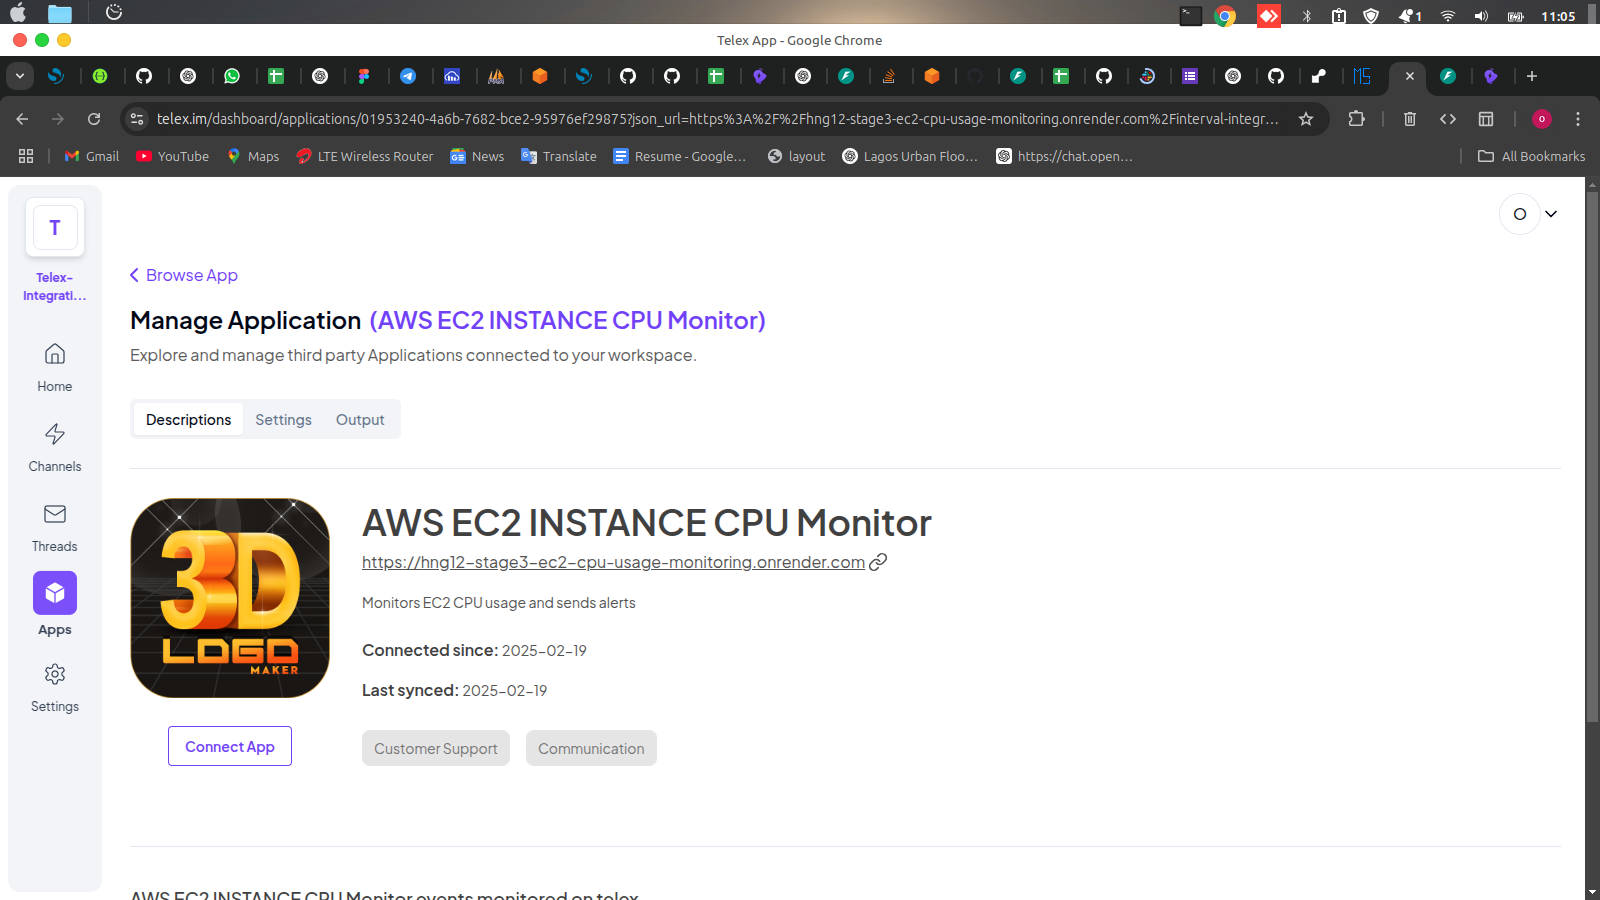 1
11:05
Telex App - Google Chrome
MS
telex.im/dashboard/applications/01953240-4a6b-7682-bce2-95976ef29875?json_url=https%3A%2F%2Fhng12-stage3-ec2-cpu-usage-monitoring.onrender.com%2Finterval-integr...
O
Gmail
YouTube
Maps
LTE Wireless Router
News
Translate
Resume - Google...
layout
Lagos Urban Floo...
https://chat.open...
All Bookmarks
T
O
Telex-
Integrati...
Browse App
Manage Application (AWS EC2 INSTANCE CPU Monitor)
Explore and manage third party Applications connected to your workspace.
Home
Channels
Threads
Apps
Settings
Descriptions
Settings
Output
3D
LOGO
MAKER
AWS EC2 INSTANCE CPU Monitor
https://hng12-stage3-ec2-cpu-usage-monitoring.onrender.com
Monitors EC2 CPU usage and sends alerts
Connected since: 2025-02-19
Last synced: 2025-02-19
Connect App
Customer Support
Communication
AWS EC2 INSTANCE CPU Monitor events monitored on telex